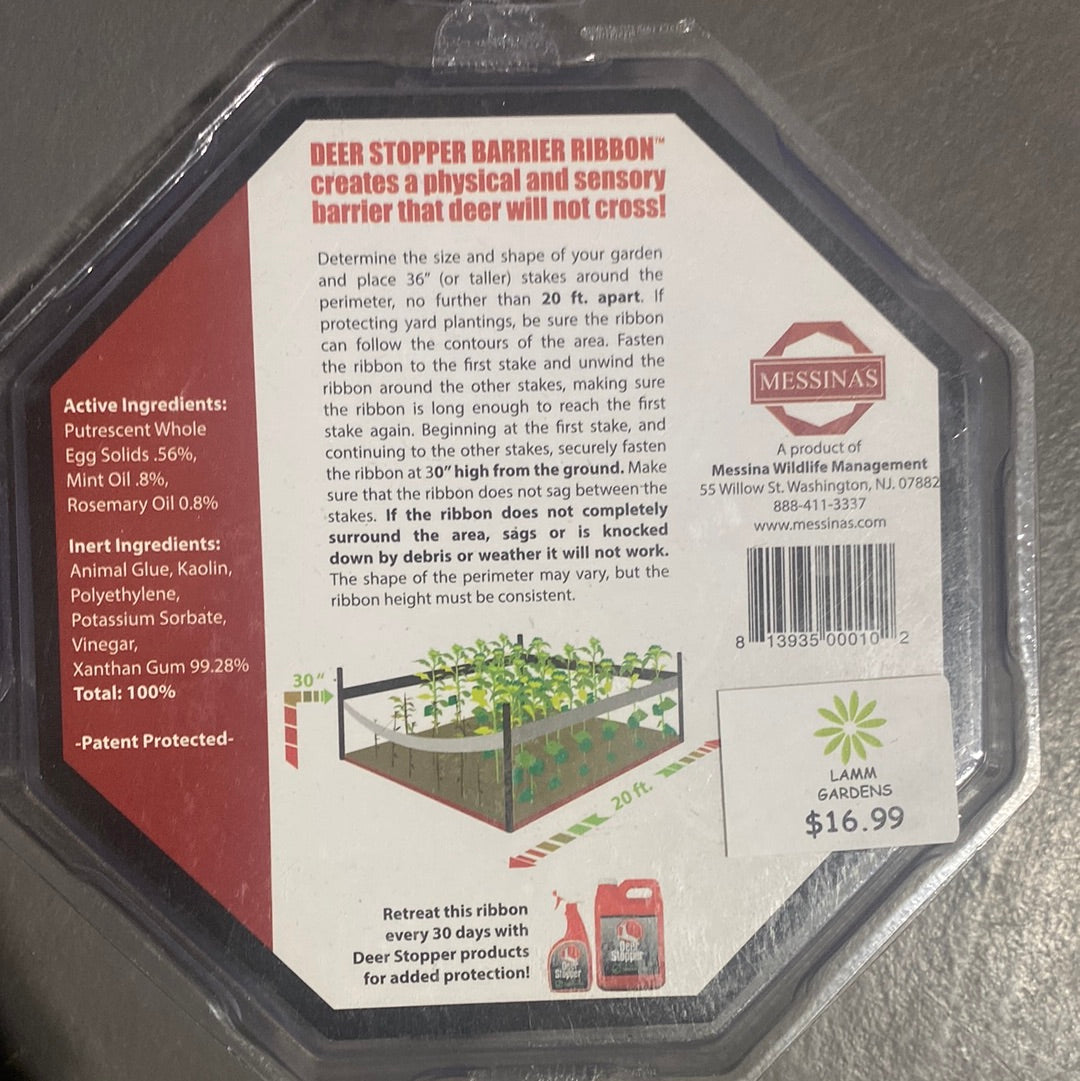 DEER STOPPER BARRIER RIBBON™
creates a physical and sensory
barrier that deer will not cross!
Determine the size and shape of your garden
and place 36" (or taller) stakes around the
perimeter, no further than 20 ft. apart. If
protecting yard plantings, be sure the ribbon
can follow the contours of the area. Fasten
the ribbon to the first stake and unwind the
ribbon around the other stakes, making sure
the ribbon is long enough to reach the first
stake again. Beginning at the first stake, and
continuing to the other stakes, securely fasten
the ribbon at 30" high from the ground. Make
sure that the ribbon does not sag between the
stakes. If the ribbon does not completely
surround the area, sags or is knocked
down by debris or weather it will not work.
The shape of the perimeter may vary, but the
ribbon height must be consistent.
Active Ingredients:
Putrescent Whole
Egg Solids .56%,
Mint Oil .8%,
Rosemary Oil 0.8%
Inert Ingredients:
Animal Glue, Kaolin,
Polyethylene,
Potassium Sorbate,
Vinegar,
Xanthan Gum 99.28%
Total: 100%
-Patent Protected-
MESSINA'S
A product of
Messina Wildlife Management
55 Willow St. Washington, NJ. 07882
888-411-3337
www.messinas.com
8 13935 00010 2
30"
20 ft.
LAMM
GARDENS
$16.99
Retreat this ribbon
every 30 days with
Deer Stopper products
for added protection!
Deer
Stopper
Deer
Stopper